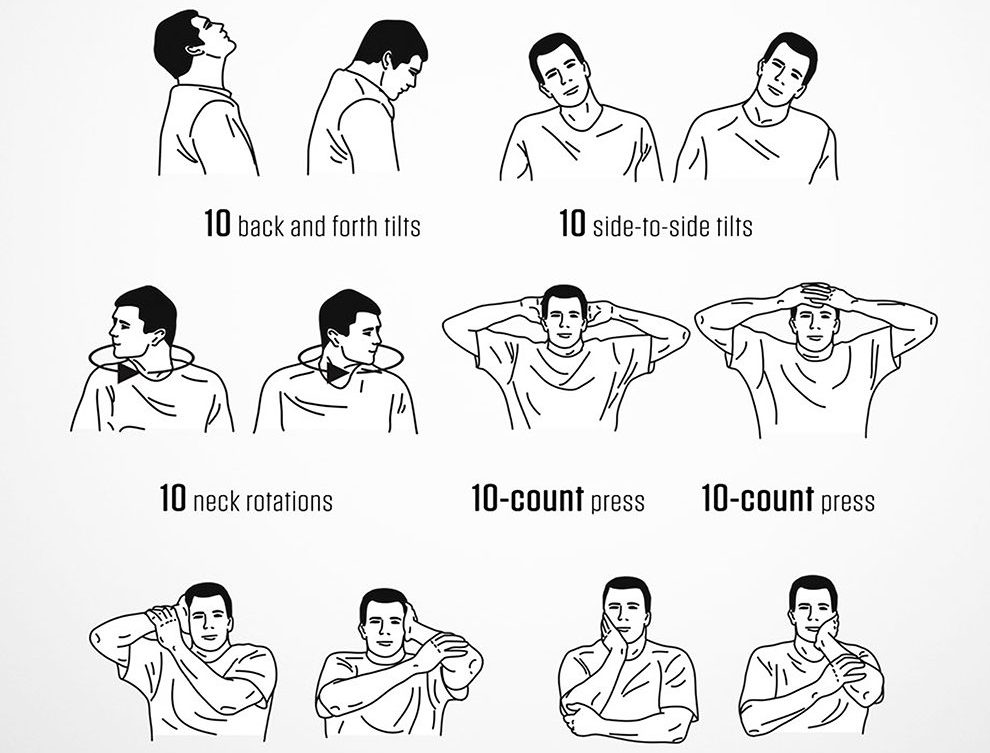 10 back and forth tilts
10 side-to-side tilts
10 neck rotations
10-count press
10-count press